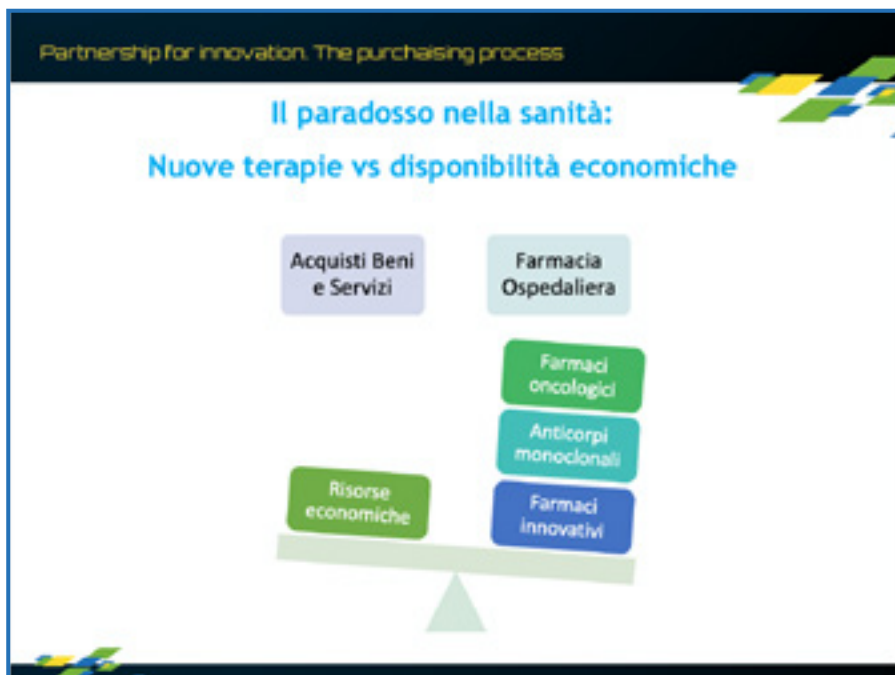 Partnership for innovation. The purchaising process
Il paradosso nella sanità:
Nuove terapie vs disponibilità economiche
Acquisti Beni
e Servizi
Farmacia
Ospedaliera
Farmaci
oncologici
Anticorpi
monoclonali
Risorse
economiche
Farmaci
innovativi